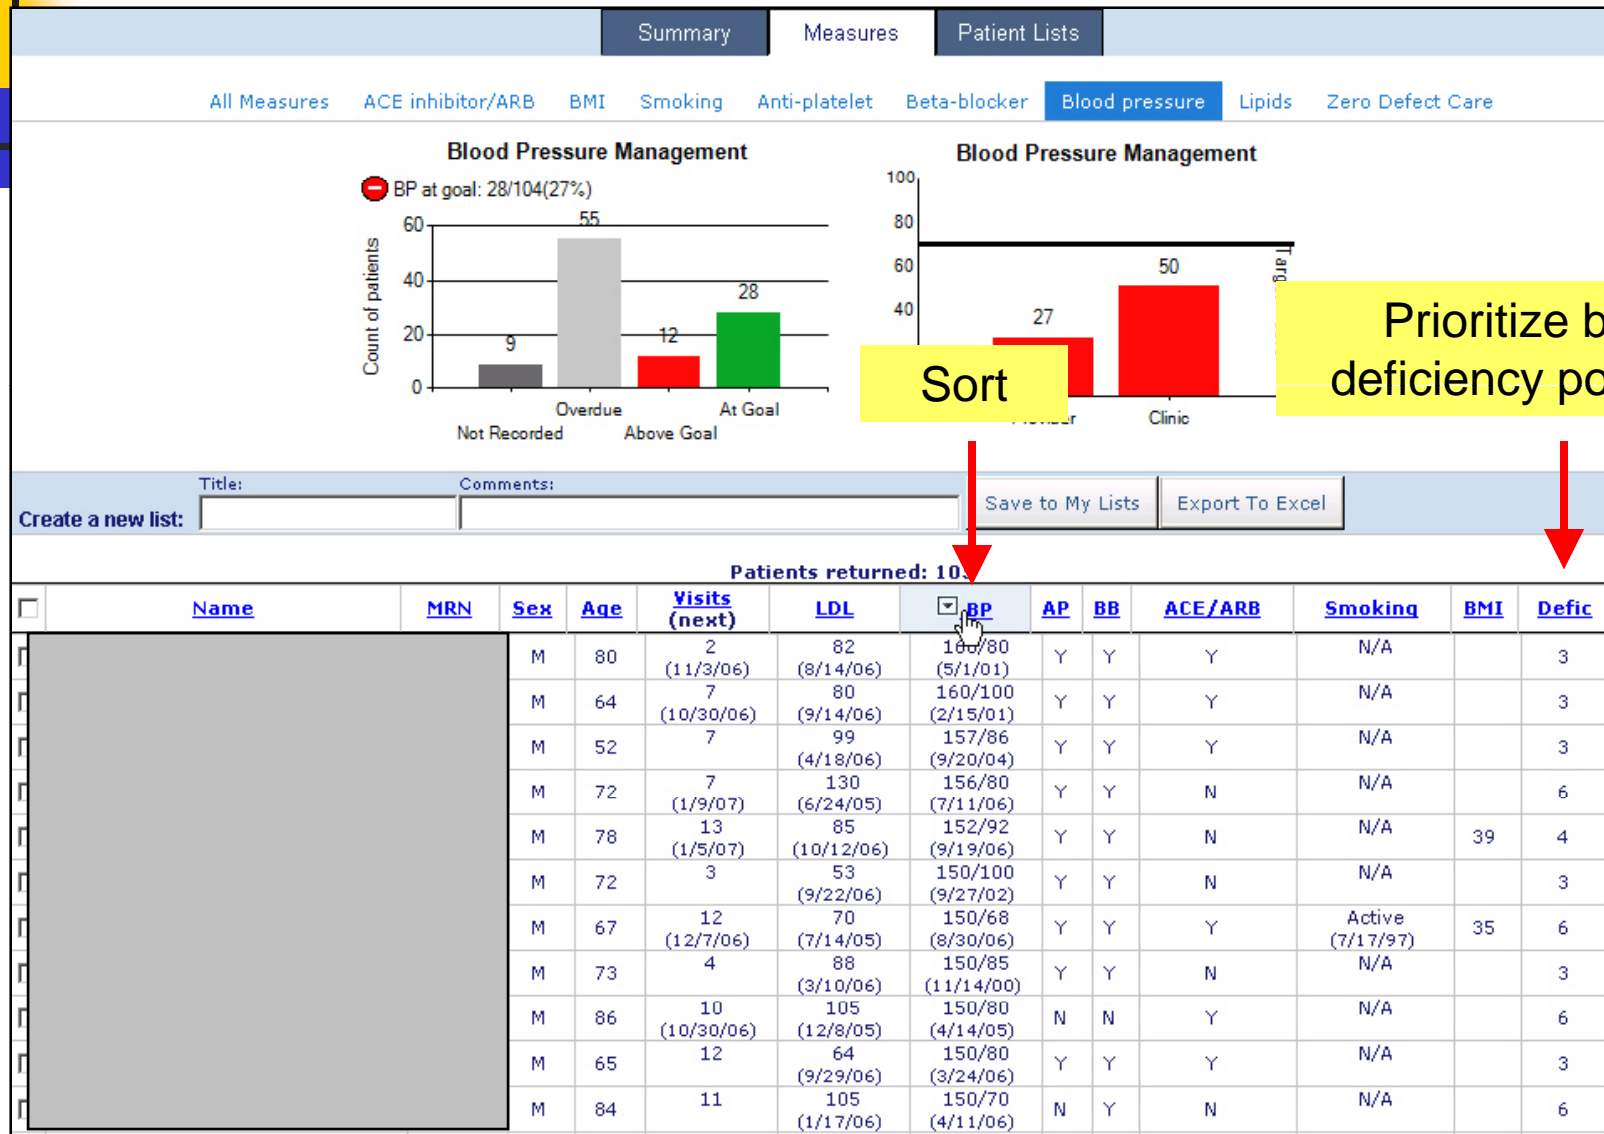 Summary Measures Patient Lists
All Measures ACE inhibitor/ARB BMI Smoking Anti-platelet Beta-blocker Blood pressure Lipids Zero Defect Care
Blood Pressure Management
BP at goal: 28/104(27%)
Count of patients
60
40
20
0
9
55
12
28
Not Recorded
Overdue
Above Goal
At Goal
Blood Pressure Management
100
80
60
40
27
50
Clinic
Sort
Prioritize b
deficiency po
Create a new list:
Title:
Comments:
Save to My Lists
Export To Excel
Patients returned:
Name MRN Sex Age Visits (next) LDL BP AP BB ACE/ARB Smoking BMI Defic
M 80 2 82 N/A
(11/3/06) (8/14/06) (5/1/01) Y Y Y 3
M 64 7 80 160/100 N/A
(10/30/06) (9/14/06) (2/15/01) Y Y Y 3
M 52 7 99 157/86 N/A
(4/18/06) (9/20/04) Y Y Y 3
M 72 7 130 156/80 N/A
(1/9/07) (6/24/05) (7/11/06) Y Y N 6
M 78 13 85 152/92 N/A
(1/5/07) (10/12/06) (9/19/06) Y Y N 39 4
M 72 3 53 150/100 N/A
(9/22/06) (9/27/02) Y Y N 3
M 67 12 70 150/68 Active
(12/7/06) (7/14/05) (8/30/06) Y Y Y (7/17/97) 35 6
M 73 4 88 150/85 N/A
(3/10/06) (11/14/00) Y Y N 3
M 86 10 105 150/80 N/A
(10/30/06) (12/8/05) (4/14/05) N N Y 6
M 65 12 64 150/80 N/A
(9/29/06) (3/24/06) Y Y Y 3
M 84 11 105 150/70 N/A
(1/17/06) (4/11/06) N Y N 6